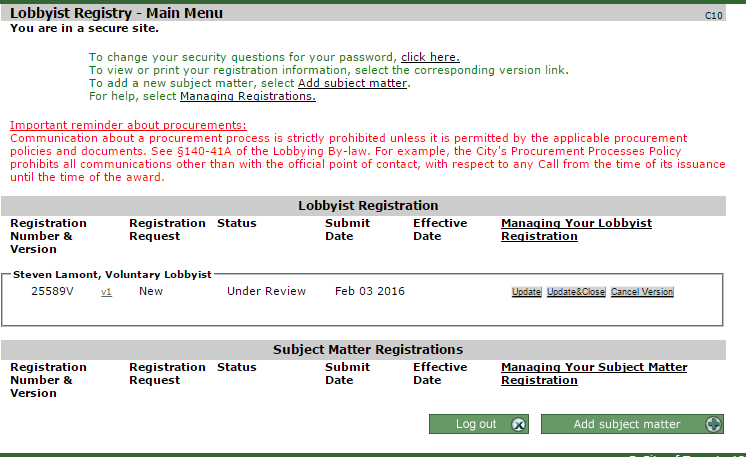 Lobbyist Registry - Main Menu C10
You are in a secure site.
To change your security questions for your password, click here.
To view or print your registration information, select the corresponding version link.
To add a new subject matter, select Add subject matter.
For help, select Managing Registrations.
Important reminder about procurements:
Communication about a procurement process is strictly prohibited unless it is permitted by the applicable procurement
policies and documents. See §140-41A of the Lobbying By-law. For example, the City's Procurement Processes Policy
prohibits all communications other than with the official point of contact, with respect to any Call from the time of its issuance
until the time of the award.
Lobbyist Registration
Registration Registration Status Submit Effective Managing Your Lobbyist
Number & Request Date Date Registration
Version
Steven Lamont, Voluntary Lobbyist
25589V v1 New Under Review Feb 03 2016 Update Update&Close Cancel Version
Subject Matter Registrations
Registration Registration Status Submit Effective Managing Your Subject Matter
Number & Request Date Date Registration
Version
Log out Add subject matter